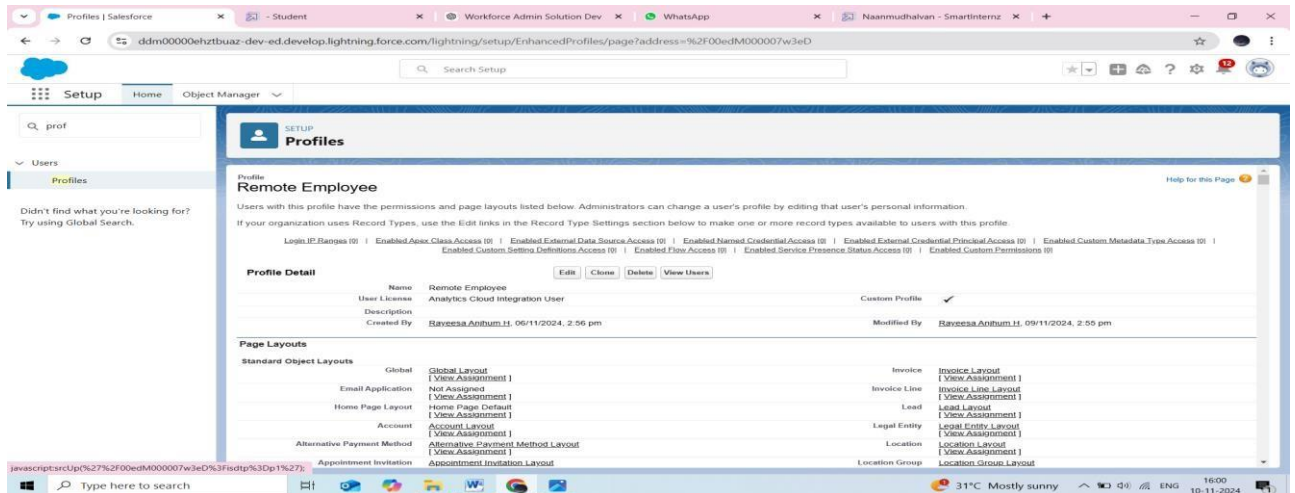 Profiles | Salesforce
- Student
Workforce Admin Solution Dev
WhatsApp
Naanmudhalvan - SmartInternz
ddm00000ehztbuaz-dev-ed.develop.lightning.force.com/lightning/setup/EnhancedProfiles/page?address=%2F00edM000007w3eD
Search Setup
12
Setup Home Object Manager
prof
Users
Profiles
Didn't find what you're looking for?
Try using Global Search.
SETUP
Profiles
Profile
Remote Employee
Help for this Page
Users with this profile have the permissions and page layouts listed below. Administrators can change a user's profile by editing that user's personal information.
If your organization uses Record Types, use the Edit links in the Record Type Settings section below to make one or more record types available to users with this profile.
Login IP Ranges [0] | Enabled Apex Class Access [0] | Enabled External Data Source Access [0] | Enabled Named Credential Access [0] | Enabled External Credential Principal Access [0] | Enabled Custom Metadata Type Access [0] |
Enabled Custom Setting Definitions Access [0] | Enabled Flow Access [0] | Enabled Service Presence Status Access [0] | Enabled Custom Permissions [0]
Profile Detail Edit Clone Delete View Users
Name Remote Employee
User License Analytics Cloud Integration User Custom Profile ✓
Description
Created By Raveesa Anjhum H, 06/11/2024, 2:56 pm Modified By Raveesa Anjhum H, 09/11/2024, 2:55 pm
Page Layouts
Standard Object Layouts
Global Global Layout Invoice Invoice Layout
[ View Assignment ] [ View Assignment ]
Email Application Not Assigned Invoice Line Invoice Line Layout
[ View Assignment ] [ View Assignment ]
Home Page Layout Home Page Default Lead Lead Layout
[ View Assignment ] [ View Assignment ]
Account Account Layout Legal Entity Legal Entity Layout
[ View Assignment ] [ View Assignment ]
Alternative Payment Method Alternative Payment Method Layout Location Location Layout
[ View Assignment ] [ View Assignment ]
Appointment Invitation Appointment Invitation Layout Location Group Location Group Layout
javascript:srcUp(%27%2F00edM000007w3eD%3Fisdtp%3Dp1%27);
Type here to search
31°C Mostly sunny
ENG
16:00
10-11-2024